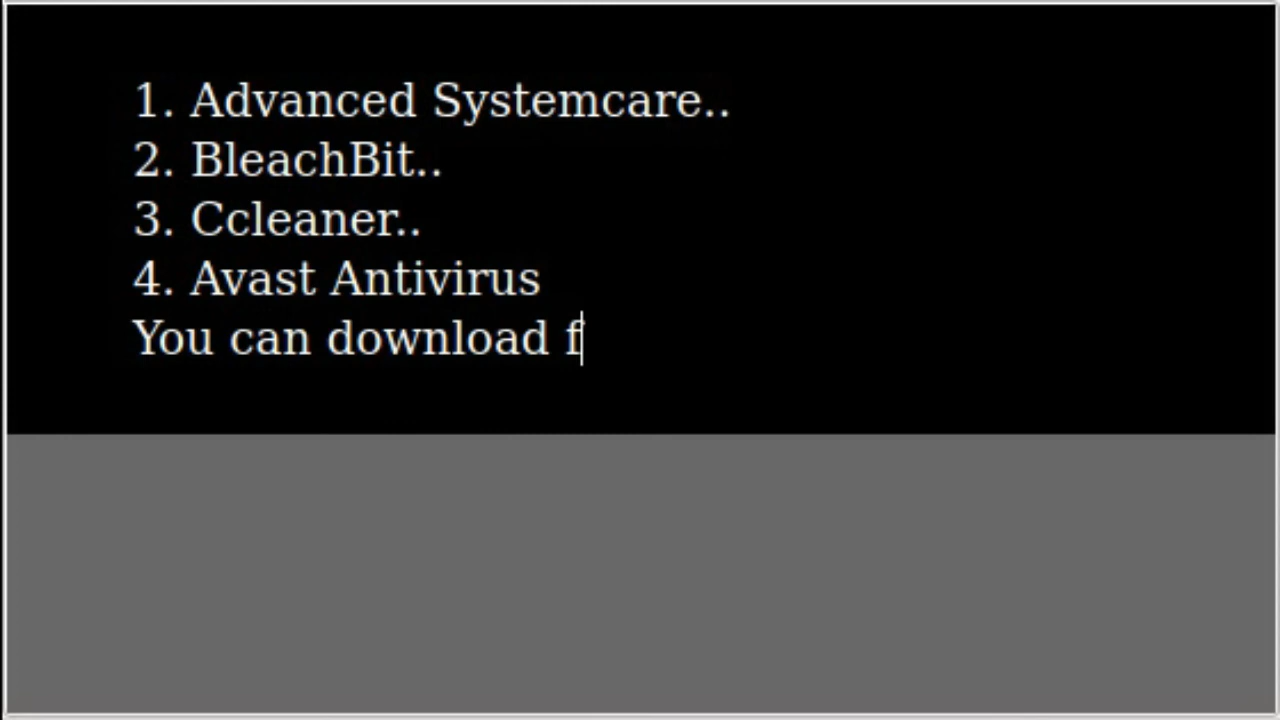 1. Advanced Systemcare..
2. BleachBit..
3. Ccleaner..
4. Avast Antivirus
You can download f